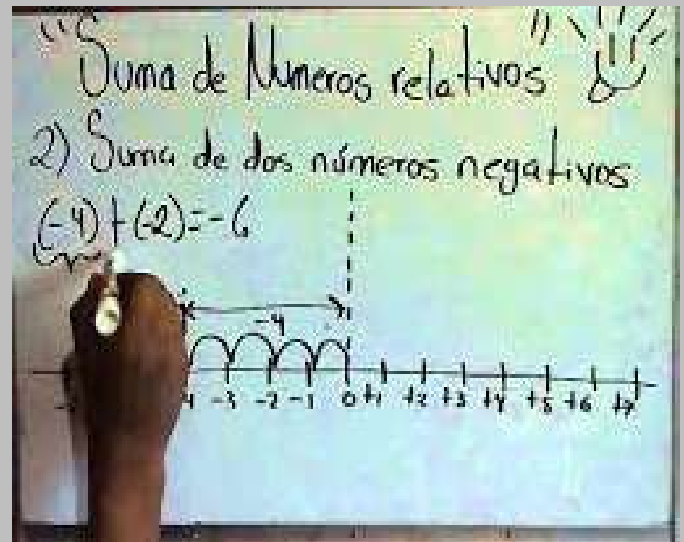 "Suma de Numeros relativos"
2) Suma de dos números negativos
(-4)+(-2)=-6
-4
4 -3 -2 -1 0 +1 +2 +3 +4 +5 +6 +7